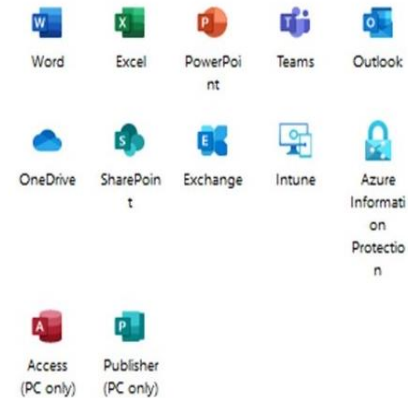 W X P T O
Word Excel PowerPoi Teams Outlook
nt
S E
OneDrive SharePoin Exchange Intune Azure
t Informati
on
Protectio
n
A P
Access Publisher
(PC only) (PC only)